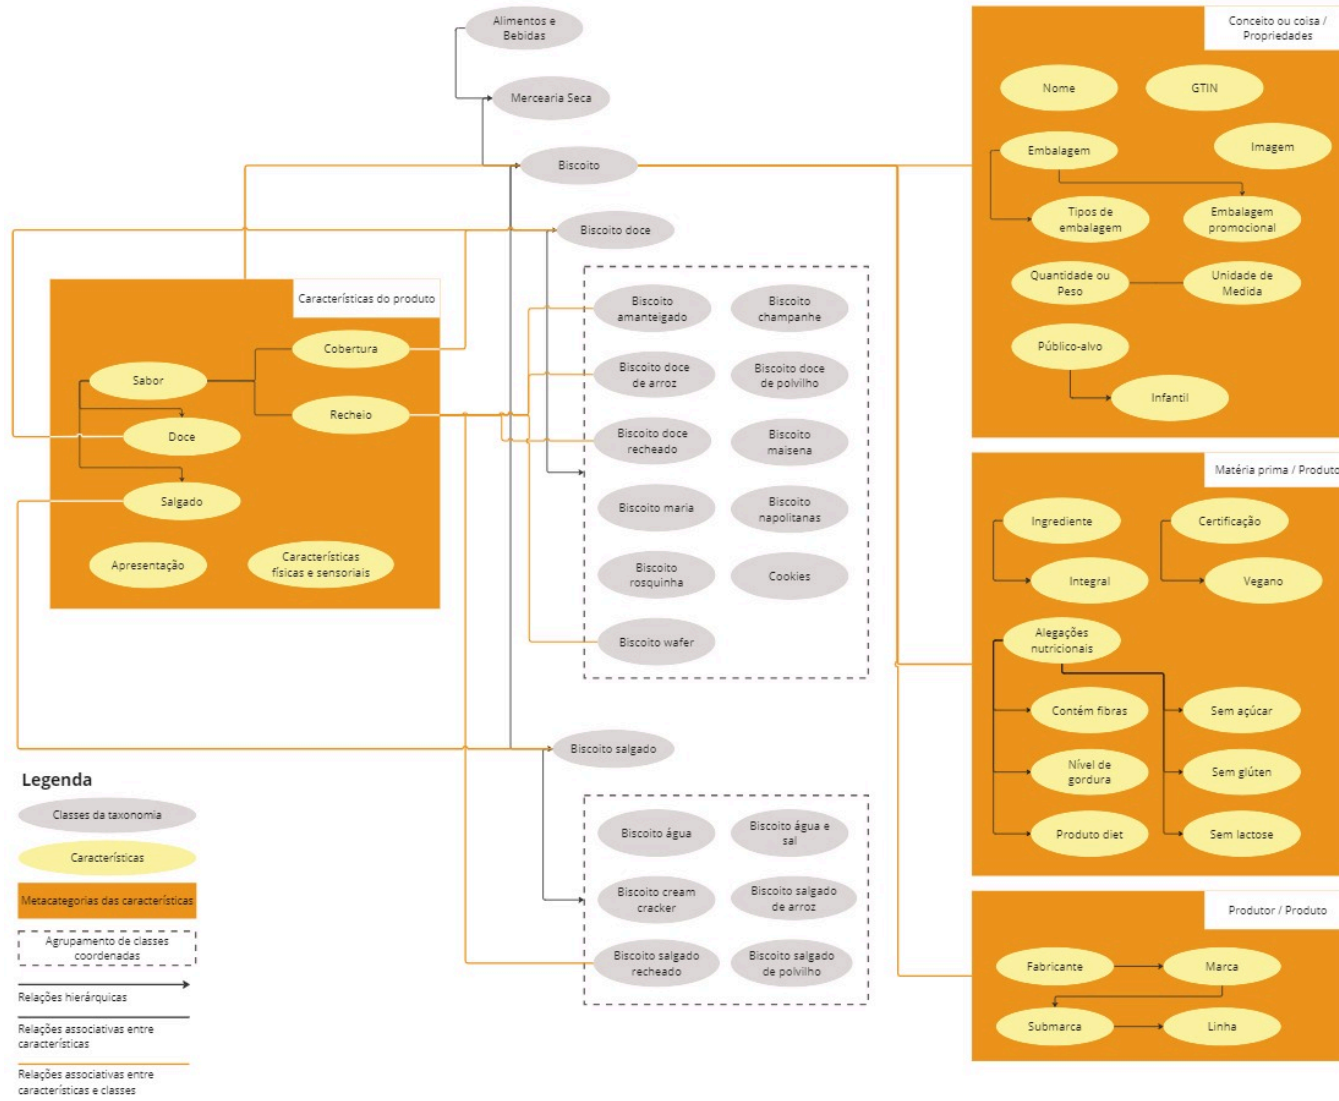 Alimentos e
Bebidas
Mercearia Seca
Biscoito
Biscoito doce
Biscoito
amanteigado
Biscoito
champanhe
Biscoito doce
de arroz
Biscoito doce
de polvilho
Biscoito doce
recheado
Biscoito
maisena
Biscoito maria
Biscoito
napolitanas
Biscoito
rosquinha
Cookies
Biscoito wafer
Biscoito salgado
Biscoito água
Biscoito água e
sal
Biscoito cream
cracker
Biscoito salgado
de arroz
Biscoito salgado
recheado
Biscoito salgado
de polvilho
Características do produto
Cobertura
Sabor
Recheio
Doce
Salgado
Apresentação
Características
físicas e sensoriais
Conceito ou coisa /
Propriedades
Nome
GTIN
Embalagem
Imagem
Tipos de
embalagem
Embalagem
promocional
Quantidade ou
Peso
Unidade de
Medida
Público-alvo
Infantil
Matéria prima / Produto
Ingrediente
Certificação
Integral
Vegano
Alegações
nutricionais
Contém fibras
Sem açúcar
Nível de
gordura
Sem glúten
Produto diet
Sem lactose
Produtor / Produto
Fabricante
Marca
Submarca
Linha
Legenda
Classes da taxonomia
Características
Metacategorias das características
Agrupamento de classes
coordenadas
Relações hierárquicas
Relações associativas entre
características
Relações associativas entre
características e classes